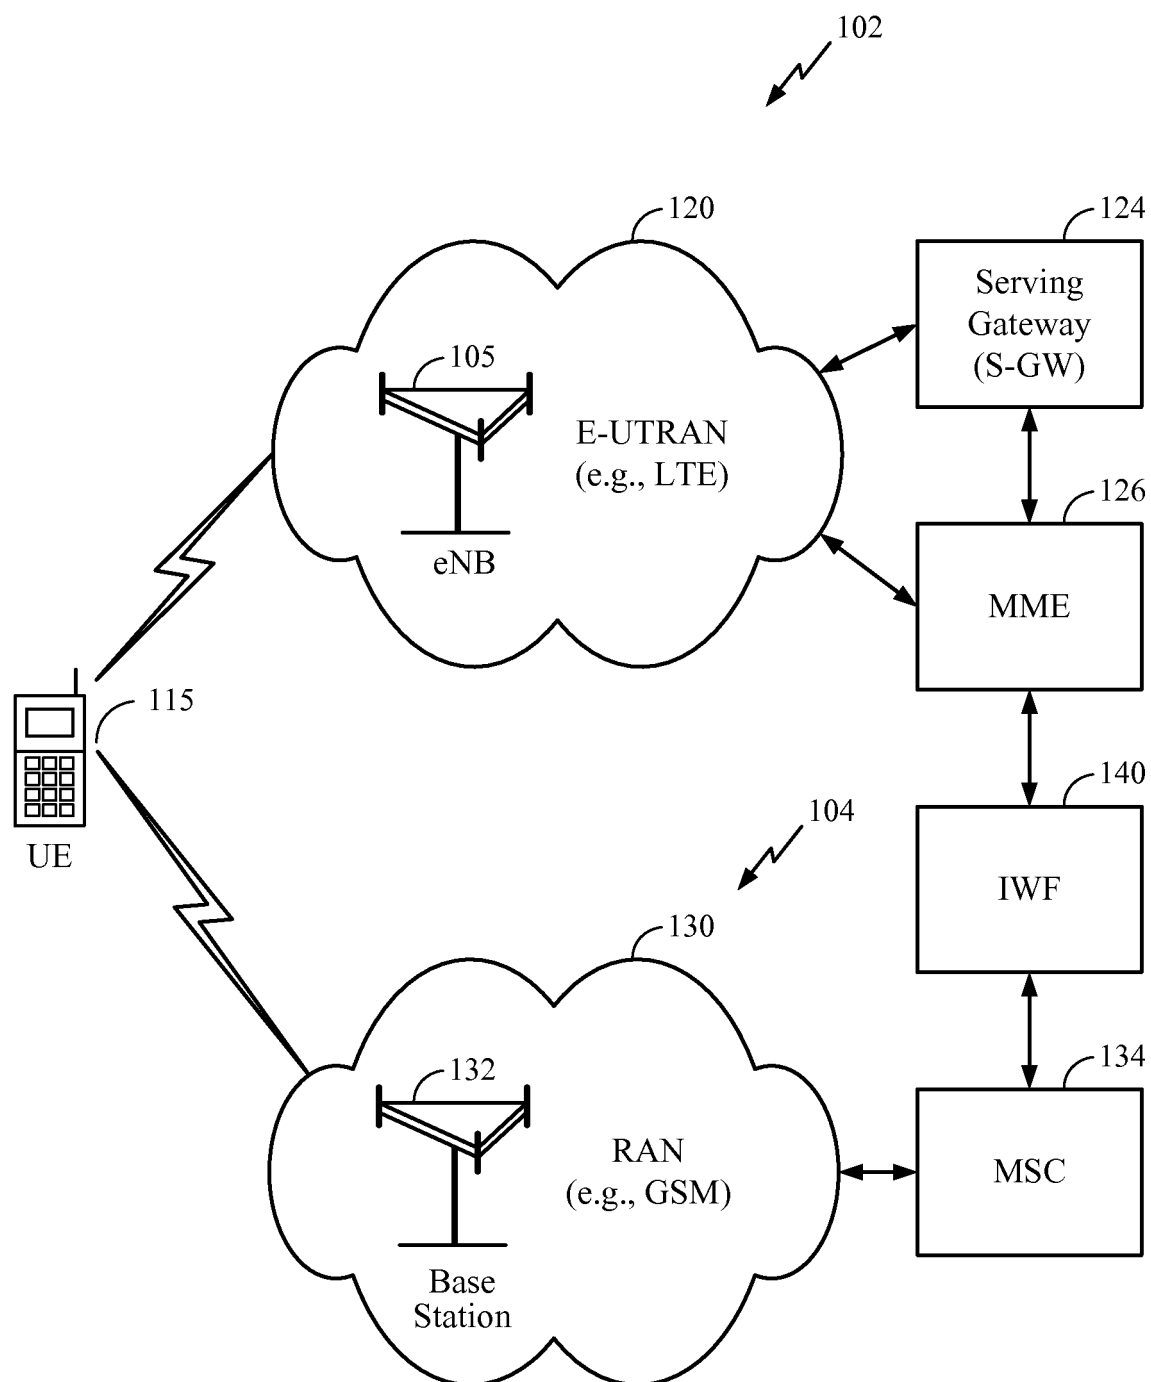 102
120
124
Serving
Gateway
(S-GW)
105
E-UTRAN
(e.g., LTE)
eNB
126
MME
115
UE
140
IWF
104
130
134
MSC
132
RAN
(e.g., GSM)
Base
Station